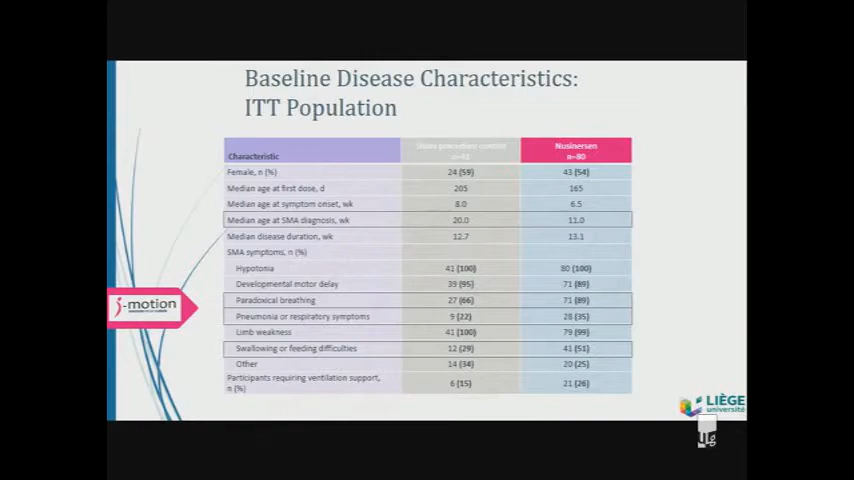 Baseline Disease Characteristics:
ITT Population
Characteristic Sham procedure control n=41 Nusinersen n=80
Female, n (%) 24 (59) 43 (54)
Median age at first dose, d 205 165
Median age at symptom onset, wk 8.0 6.5
Median age at SMA diagnosis, wk 20.0 11.0
Median disease duration, wk 12.7 13.1
SMA symptoms, n (%)
Hypotonia 41 (100) 80 (100)
Developmental motor delay 39 (95) 71 (89)
Paradoxical breathing 27 (66) 71 (89)
Pneumonia or respiratory symptoms 9 (22) 28 (35)
Limb weakness 41 (100) 79 (99)
Swallowing or feeding difficulties 12 (29) 41 (51)
Other 14 (34) 20 (25)
Participants requiring ventilation support, n (%) 6 (15) 21 (26)
i-motion
LIÈGE
université